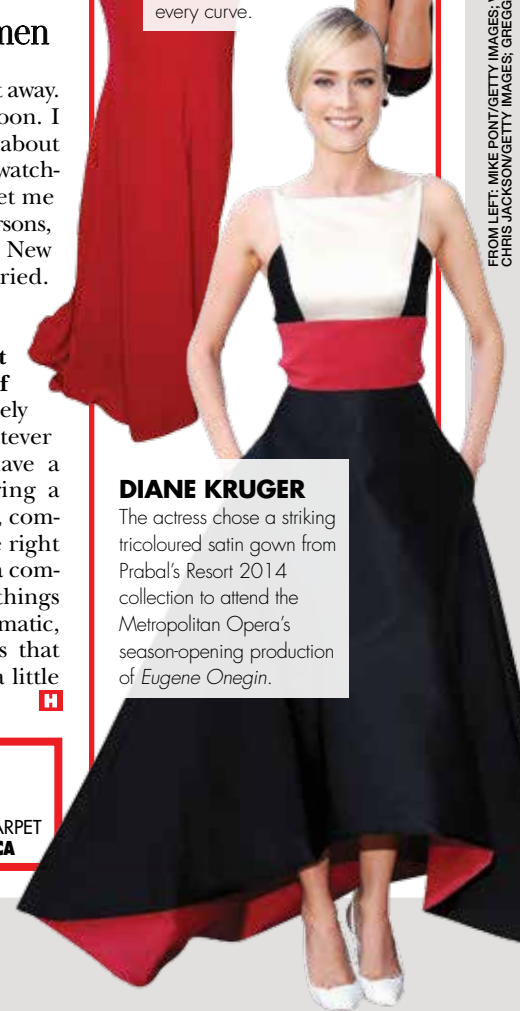 men
t away.
oon. I
about
watch-
et me
rsons,
New
ried.
t
f
ely
tever
ave a
ring a
, com-
e right
a com-
things
matic,
s that
a little
H
ARPET
CA
every curve.
DIANE KRUGER
The actress chose a striking
tricoloured satin gown from
Prabal's Resort 2014
collection to attend the
Metropolitan Opera's
season-opening production
of Eugene Onegin.
FROM LEFT: MIKE PONT/GETTY IMAGES;
CHRIS JACKSON/GETTY IMAGES; GREGG